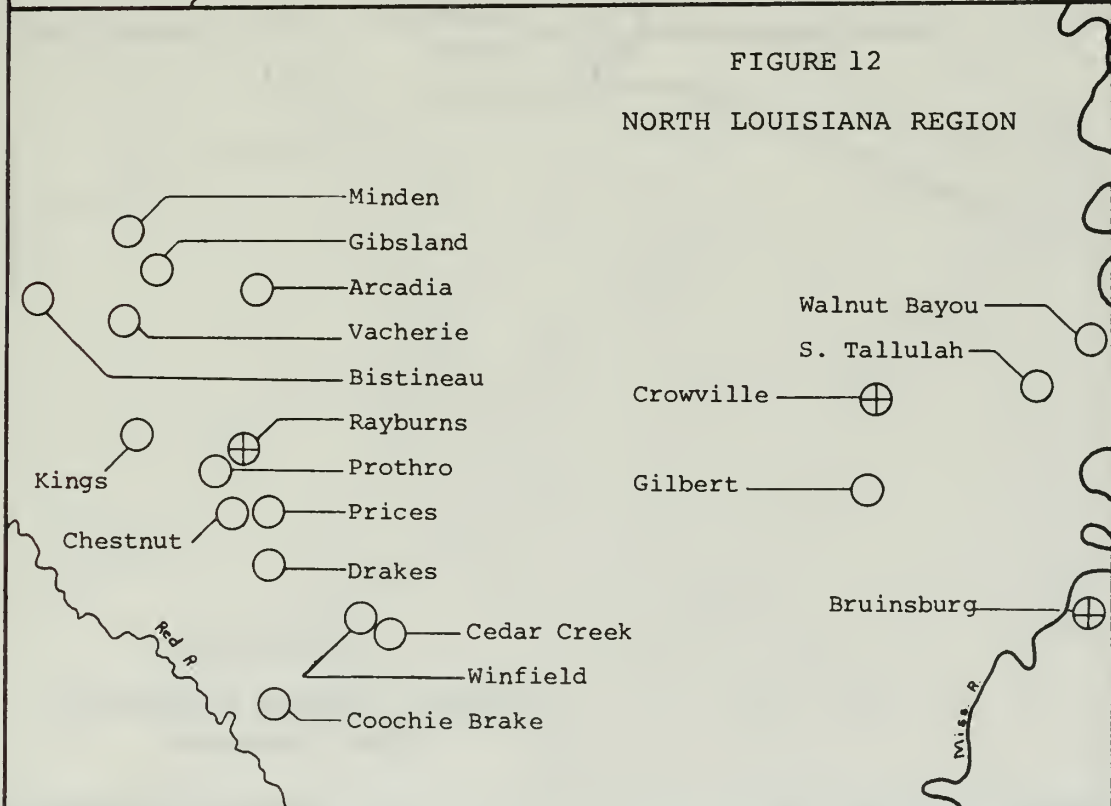 FIGURE 12
NORTH LOUISIANA REGION
Minden
Gibsland
Arcadia
Vacherie
Bistineau
Rayburns
Prothro
Prices
Drakes
Kings
Chestnut
Cedar Creek
Winfield
Coochie Brake
Red R.
Walnut Bayou
S. Tallulah
Crowville
Gilbert
Bruinsburg
Miss. R.